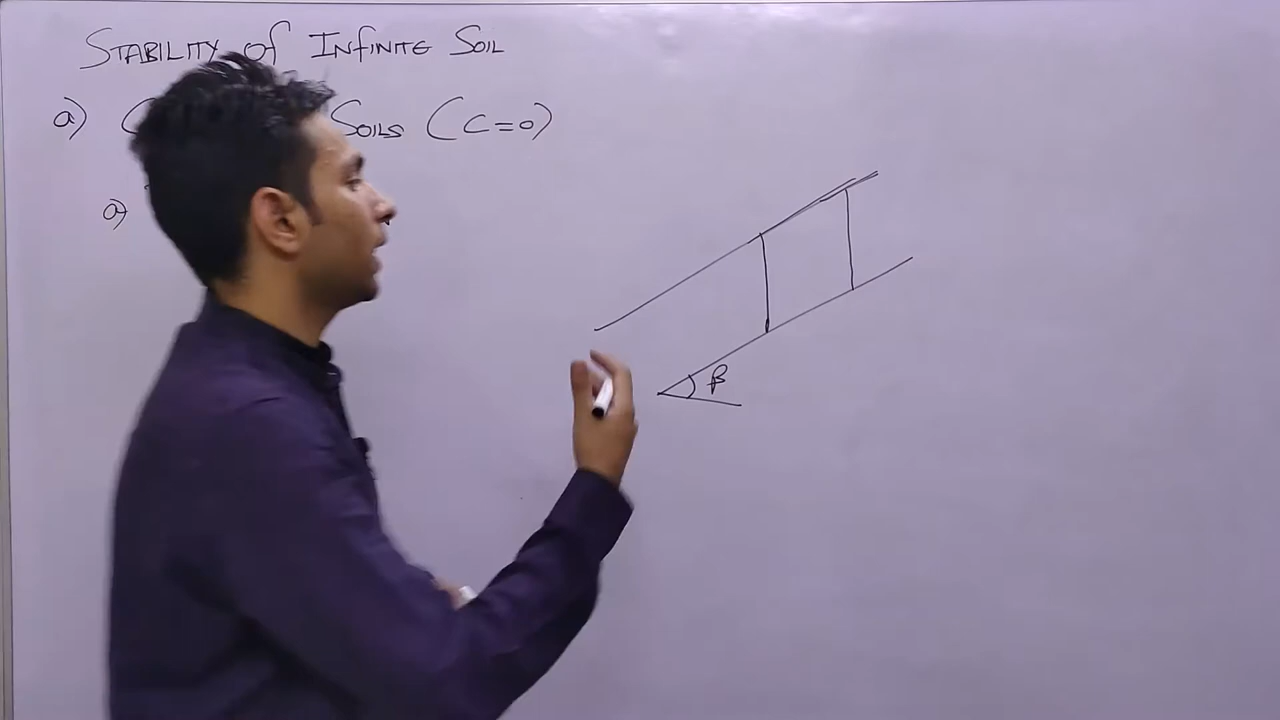 STABILITY of INFINITE SOIL
a) SOILS (C=0)
a)
β